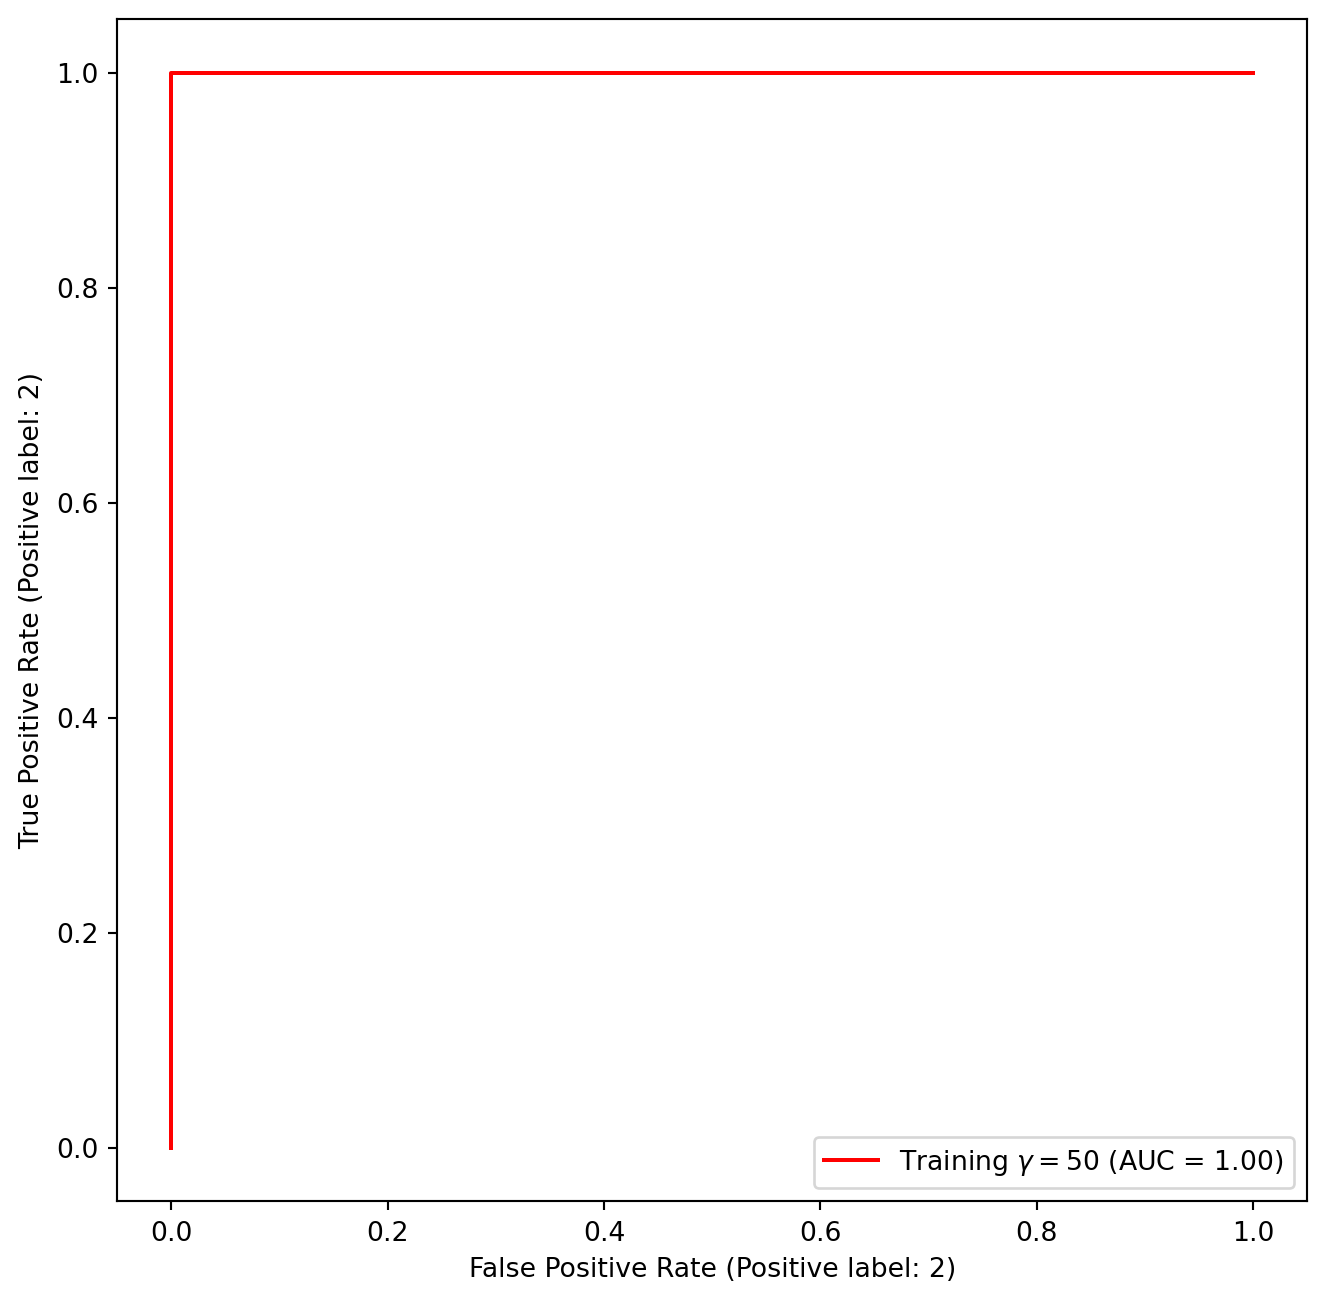 True Positive Rate (Positive label: 2)
1.0
0.8
0.6
0.4
0.2
0.0
Training γ = 50 (AUC = 1.00)
0.0 0.2 0.4 0.6 0.8 1.0
False Positive Rate (Positive label: 2)